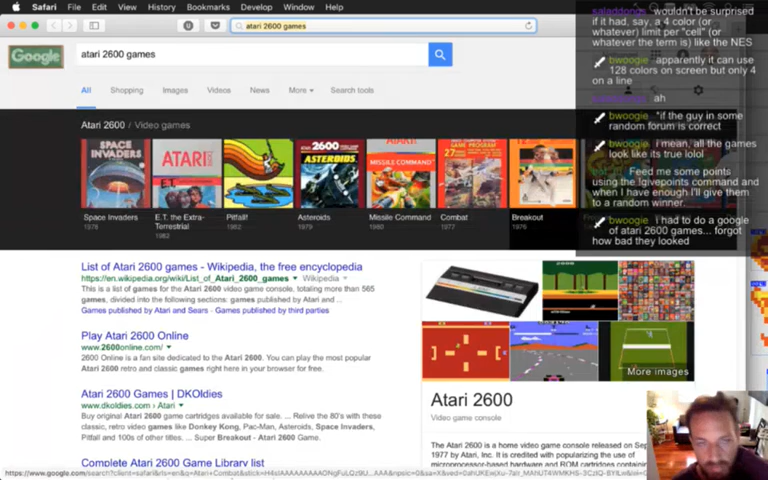 Safari File Edit View History Bookmarks Develop Window Help
atari 2600 games
Google
atari 2600 games
All Shopping Images Videos News More Search tools
Atari 2600 / Video games
SPACE INVADERS
ATARI
2600
ASTEROIDS
MISSILE COMMAND
COMBAT
BREAKOUT
Space Invaders
1978
E.T. the Extra-
Terrestrial
1982
Pitfall!
1982
Asteroids
1979
Missile Command
1980
Combat
1977
Breakout
1976
List of Atari 2600 games - Wikipedia, the free encyclopedia
https://en.wikipedia.org/wiki/List_of_Atari_2600_games Wikipedia
This is a list of games for the Atari 2600 video game console, totaling more than 565
games, divided into the following sections: games published by Atari and ...
Games published by Atari and Sears - Games published by third parties
Play Atari 2600 Online
www.2600online.com/
2600 Online is a fan site dedicated to the Atari 2600. You can play the most popular
Atari 2600 retro and classic games right here in your browser for free.
Atari 2600 Games | DKOldies
www.dkoldies.com › Atari
Buy original Atari 2600 game cartridges available for sale. ... Relive the 80's with these
classic, retro video games like Donkey Kong, Pac-Man, Asteroids, Space Invaders,
Pitfall and 100s of other titles. ... Super Breakout - Atari 2600 Game.
Complete Atari 2600 Game Library list
More images
Atari 2600
Video game console
The Atari 2600 is a home video game console released on Sep
1977 by Atari, Inc. It is credited with popularizing the use of
microprocessor-based hardware and ROM cartridges contain
wouldn't be surprised
if it had, say, a 4 color (or
whatever) limit per "cell" (or
whatever the term is) like the NES
bwoogie apparently it can use
128 colors on screen but only 4
on a line
ah
bwoogie *if the guy in some
random forum is correct
bwoogie i mean, all the games
look like its true lolol
Feed me some points
using the !givepoints command and
when I have enough I'll give them
to a random winner.
bwoogie i had to do a google
of atari 2600 games... forgot
how bad they looked